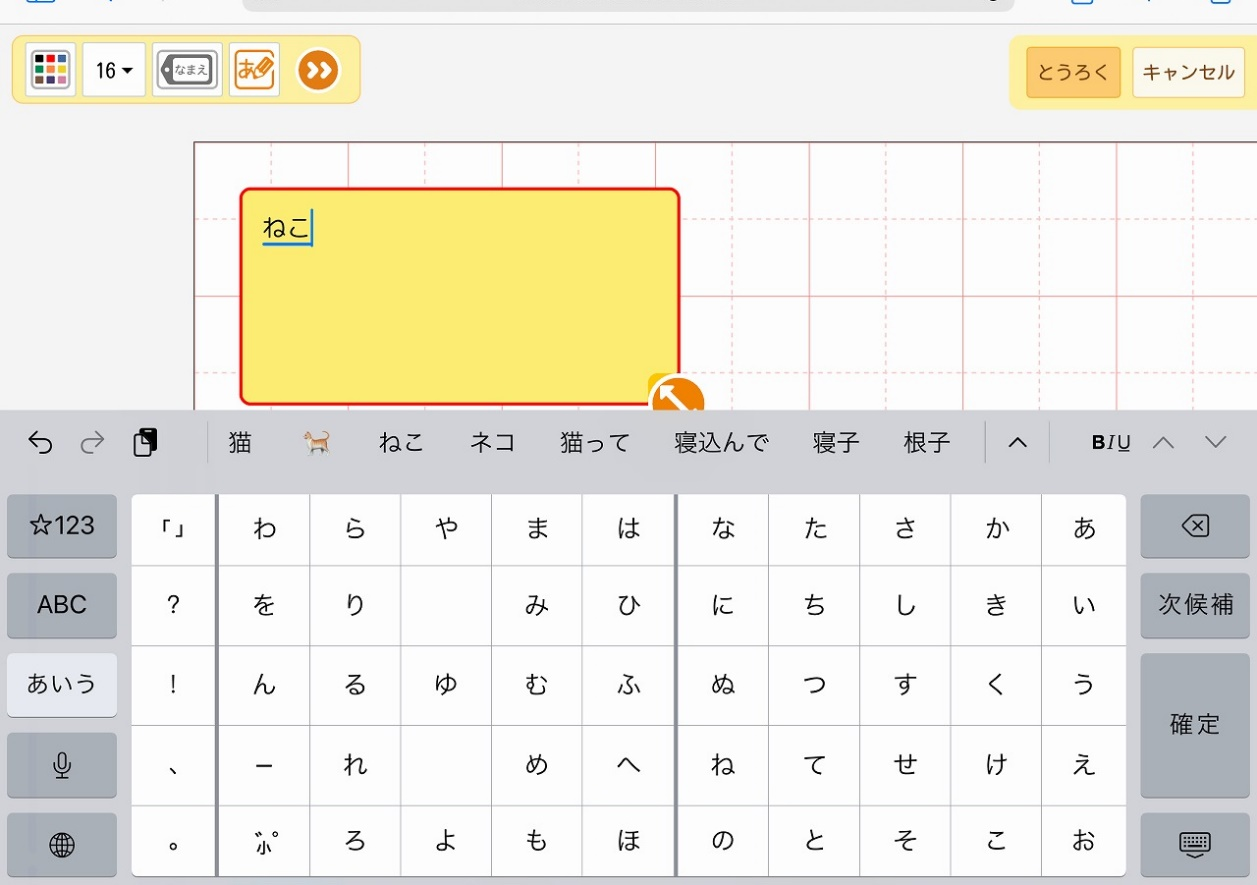 16 なまえ あ
とうろく キャンセル
ねこ
猫 🐈 ねこ ネコ 猫って 寝込んで 寝子 根子 BIU
☆123 「」 わ ら や ま は な た さ か あ
ABC ? を り み ひ に ち し き い 次候補
あいう ! ん る ゆ む ふ ぬ つ す く う 確定
、 ー れ め へ ね て せ け え
。 ゛゜小 ろ よ も ほ の と そ こ お